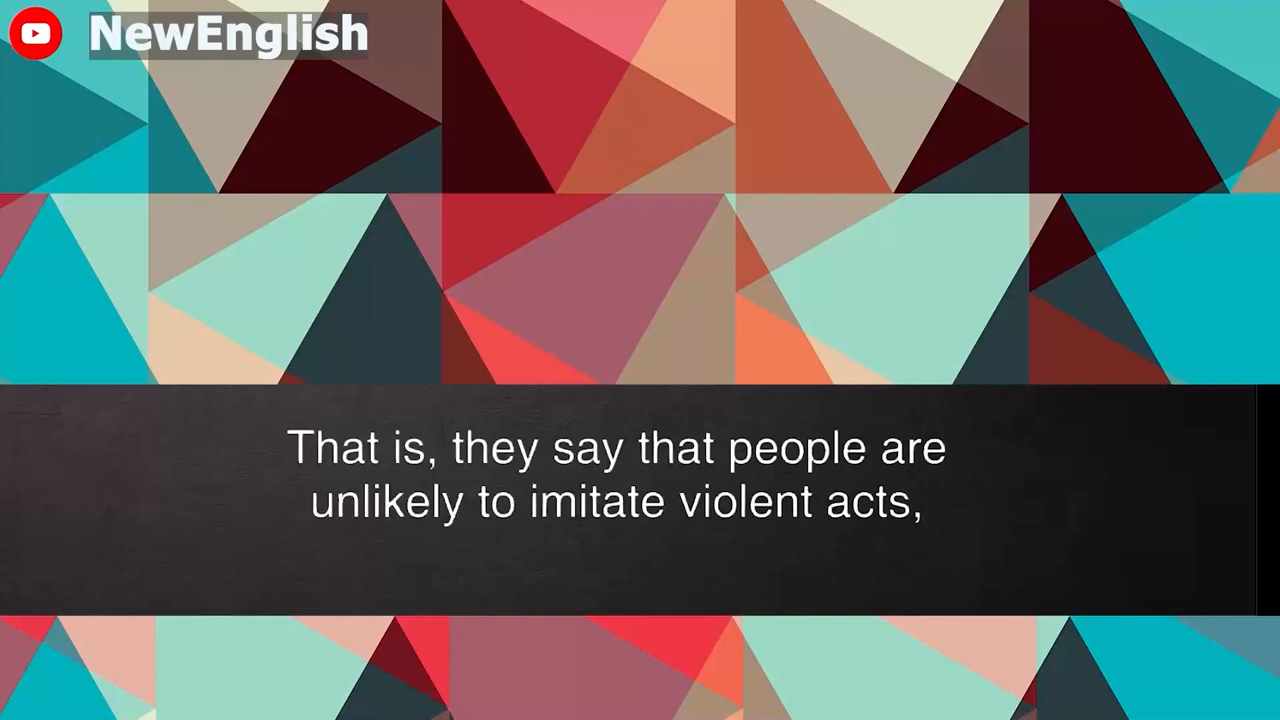 NewEnglish
That is, they say that people are
unlikely to imitate violent acts,